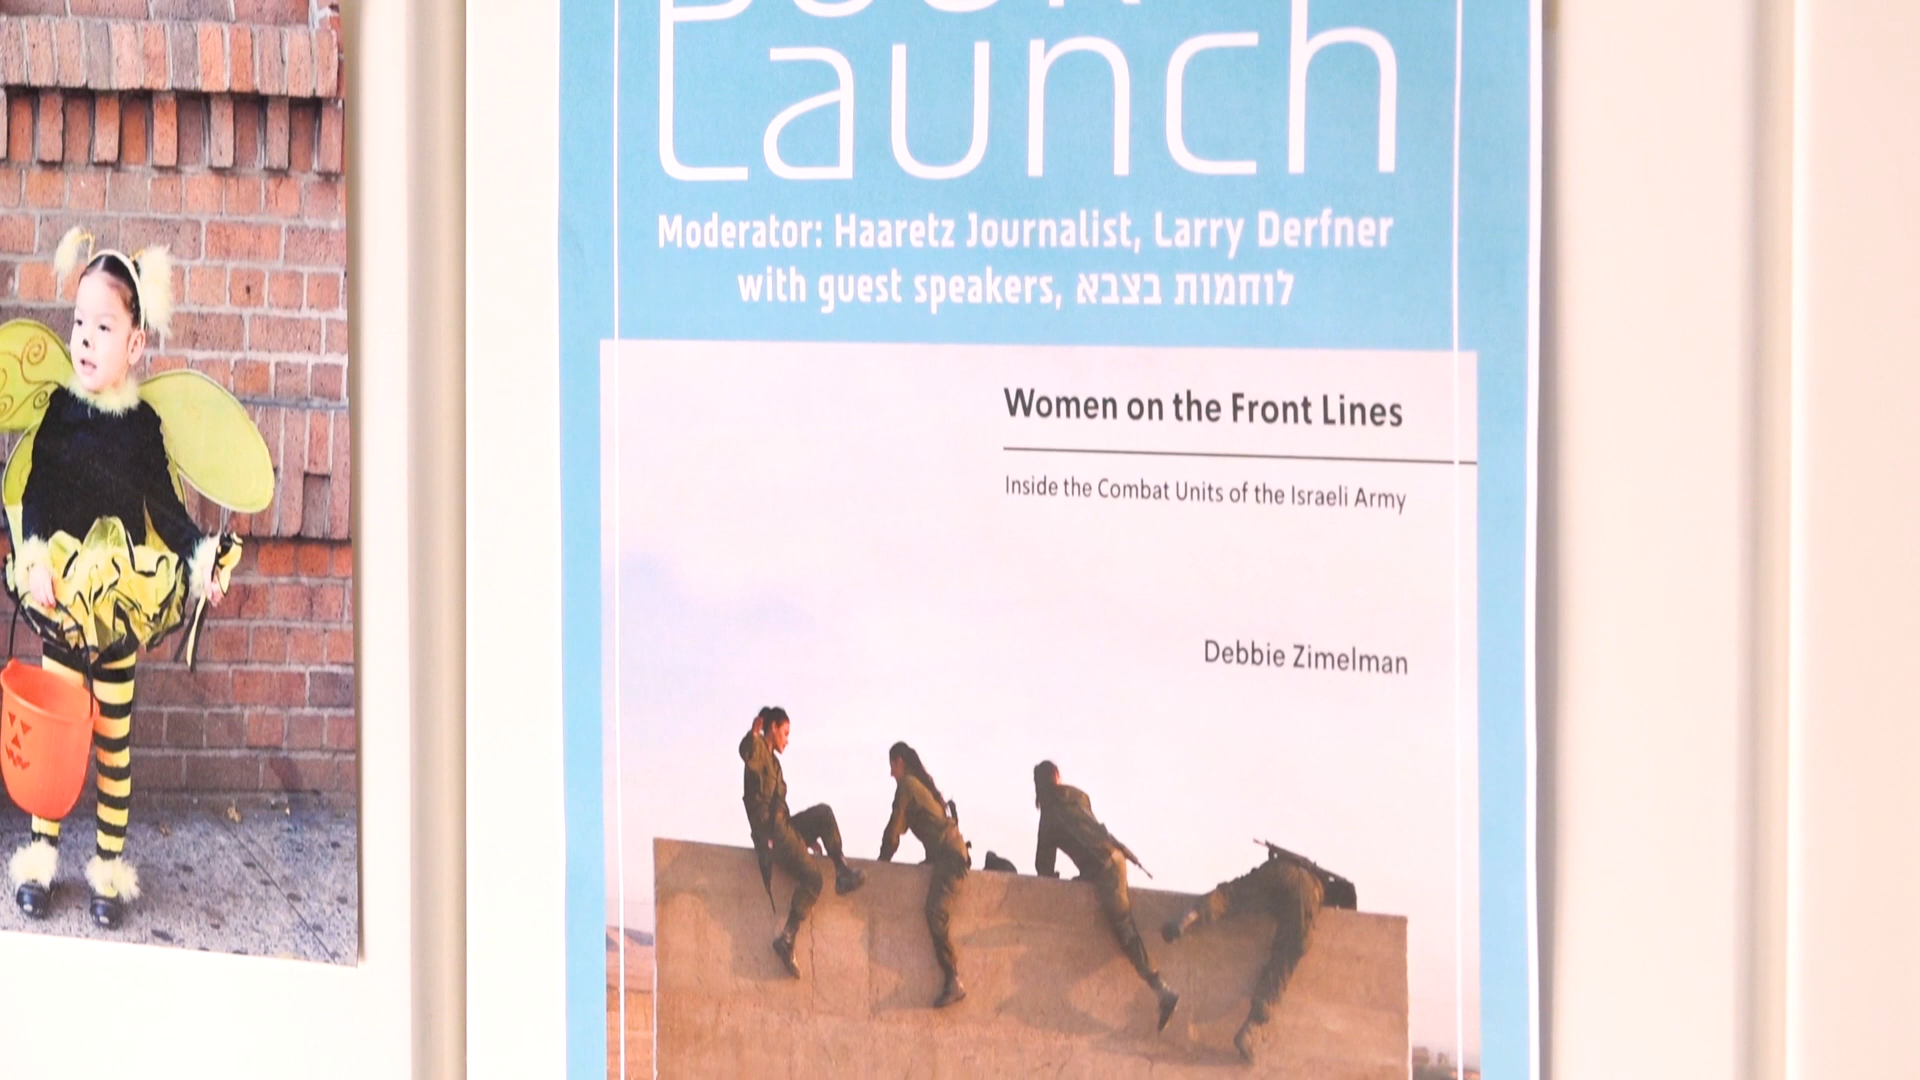 Launch
Moderator: Haaretz Journalist, Larry Derfner
with guest speakers, לוחמות בצבא
Women on the Front Lines
Inside the Combat Units of the Israeli Army
Debbie Zimelman